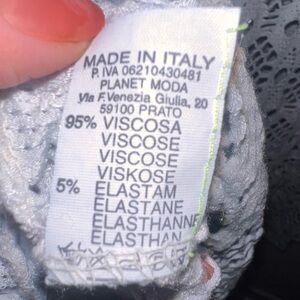 MADE IN ITALY
P. IVA 06210430481
PLANET MODA
Via F. Venezia Giulia, 20
59100 PRATO
95% VISCOSA
VISCOSE
VISCOSE
VISKOSE
5% ELASTAM
ELASTANE
ELASTHANNE
ELASTHAN